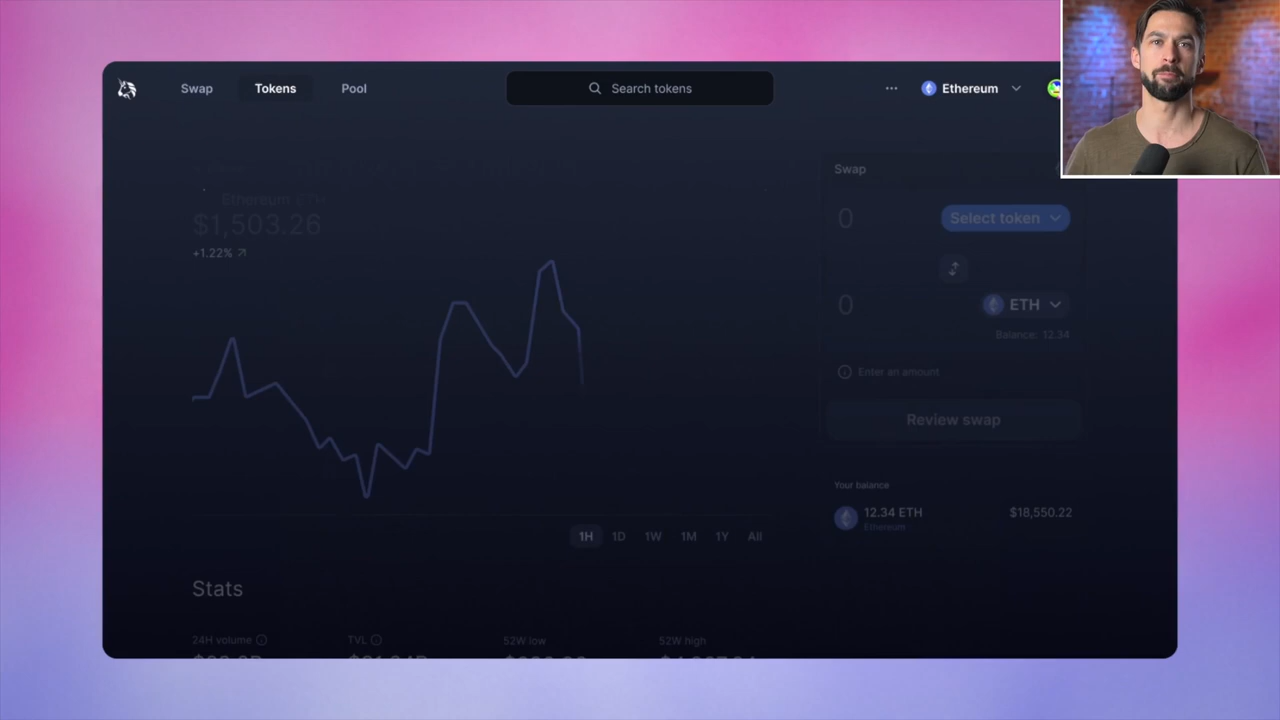 Swap
Tokens
Pool
Search tokens
Ethereum
Ethereum ETH
$1,503.26
+1.22%
Swap
0
Select token
0
ETH
Balance: 12.34
Enter an amount
Review swap
Your balance
12.34 ETH
$18,550.22
Ethereum
1H
1D
1W
1M
1Y
All
Stats
24H volume
TVL
52W low
52W high